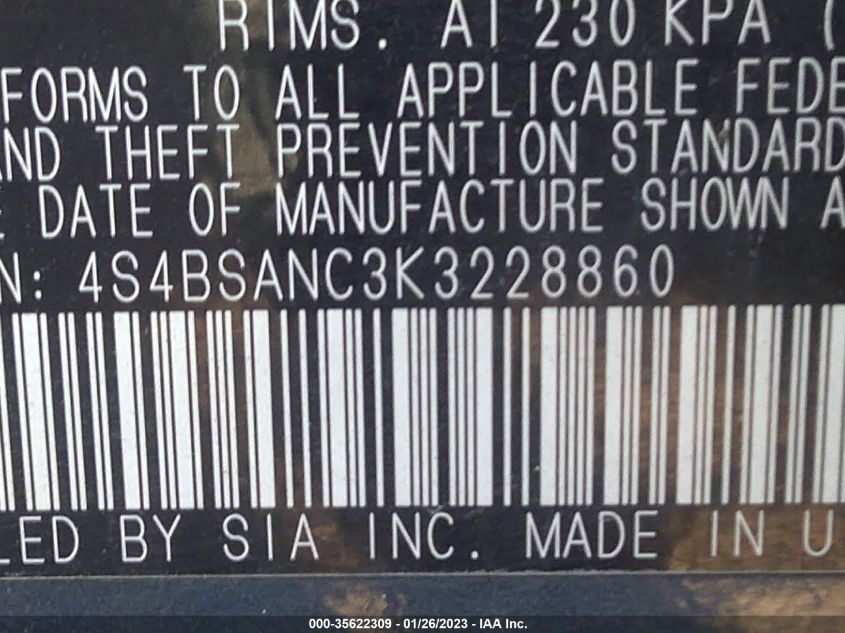 RIMS. AT 230 KPA (
FORMS TO ALL APPLICABLE FEDE
AND THEFT PREVENTION STANDARD
E DATE OF MANUFACTURE SHOWN A
N: 4S4BSANC3K3228860
LED BY SIA INC. MADE IN U
000-35622309 - 01/26/2023 - IAA Inc.